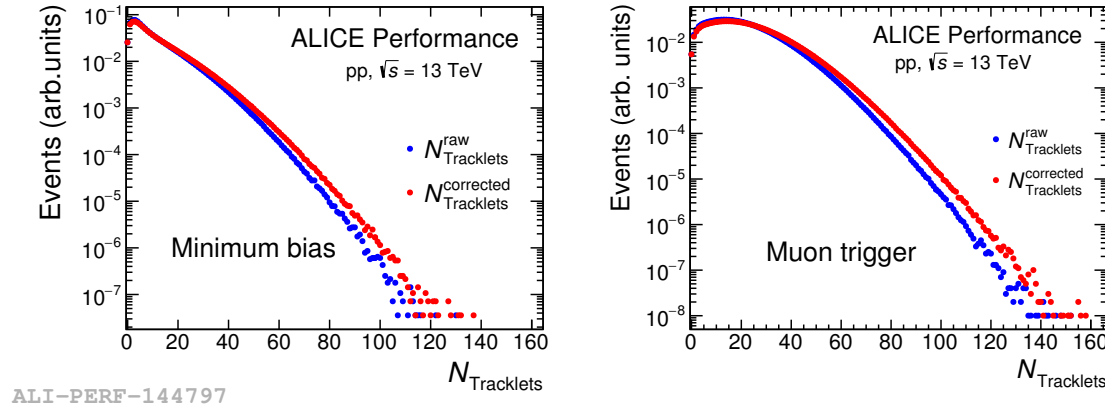 ALICE Performance
pp, √s = 13 TeV
N^raw_Tracklets
N^corrected_Tracklets
Minimum bias
Events (arb.units)
10^−1
10^−2
10^−3
10^−4
10^−5
10^−6
10^−7
0 20 40 60 80 100 120 140 160
N_Tracklets
ALICE Performance
pp, √s = 13 TeV
N^raw_Tracklets
N^corrected_Tracklets
Muon trigger
Events (arb. units)
10^−1
10^−2
10^−3
10^−4
10^−5
10^−6
10^−7
10^−8
0 20 40 60 80 100 120 140 160
N_Tracklets
ALI−PERF−144797